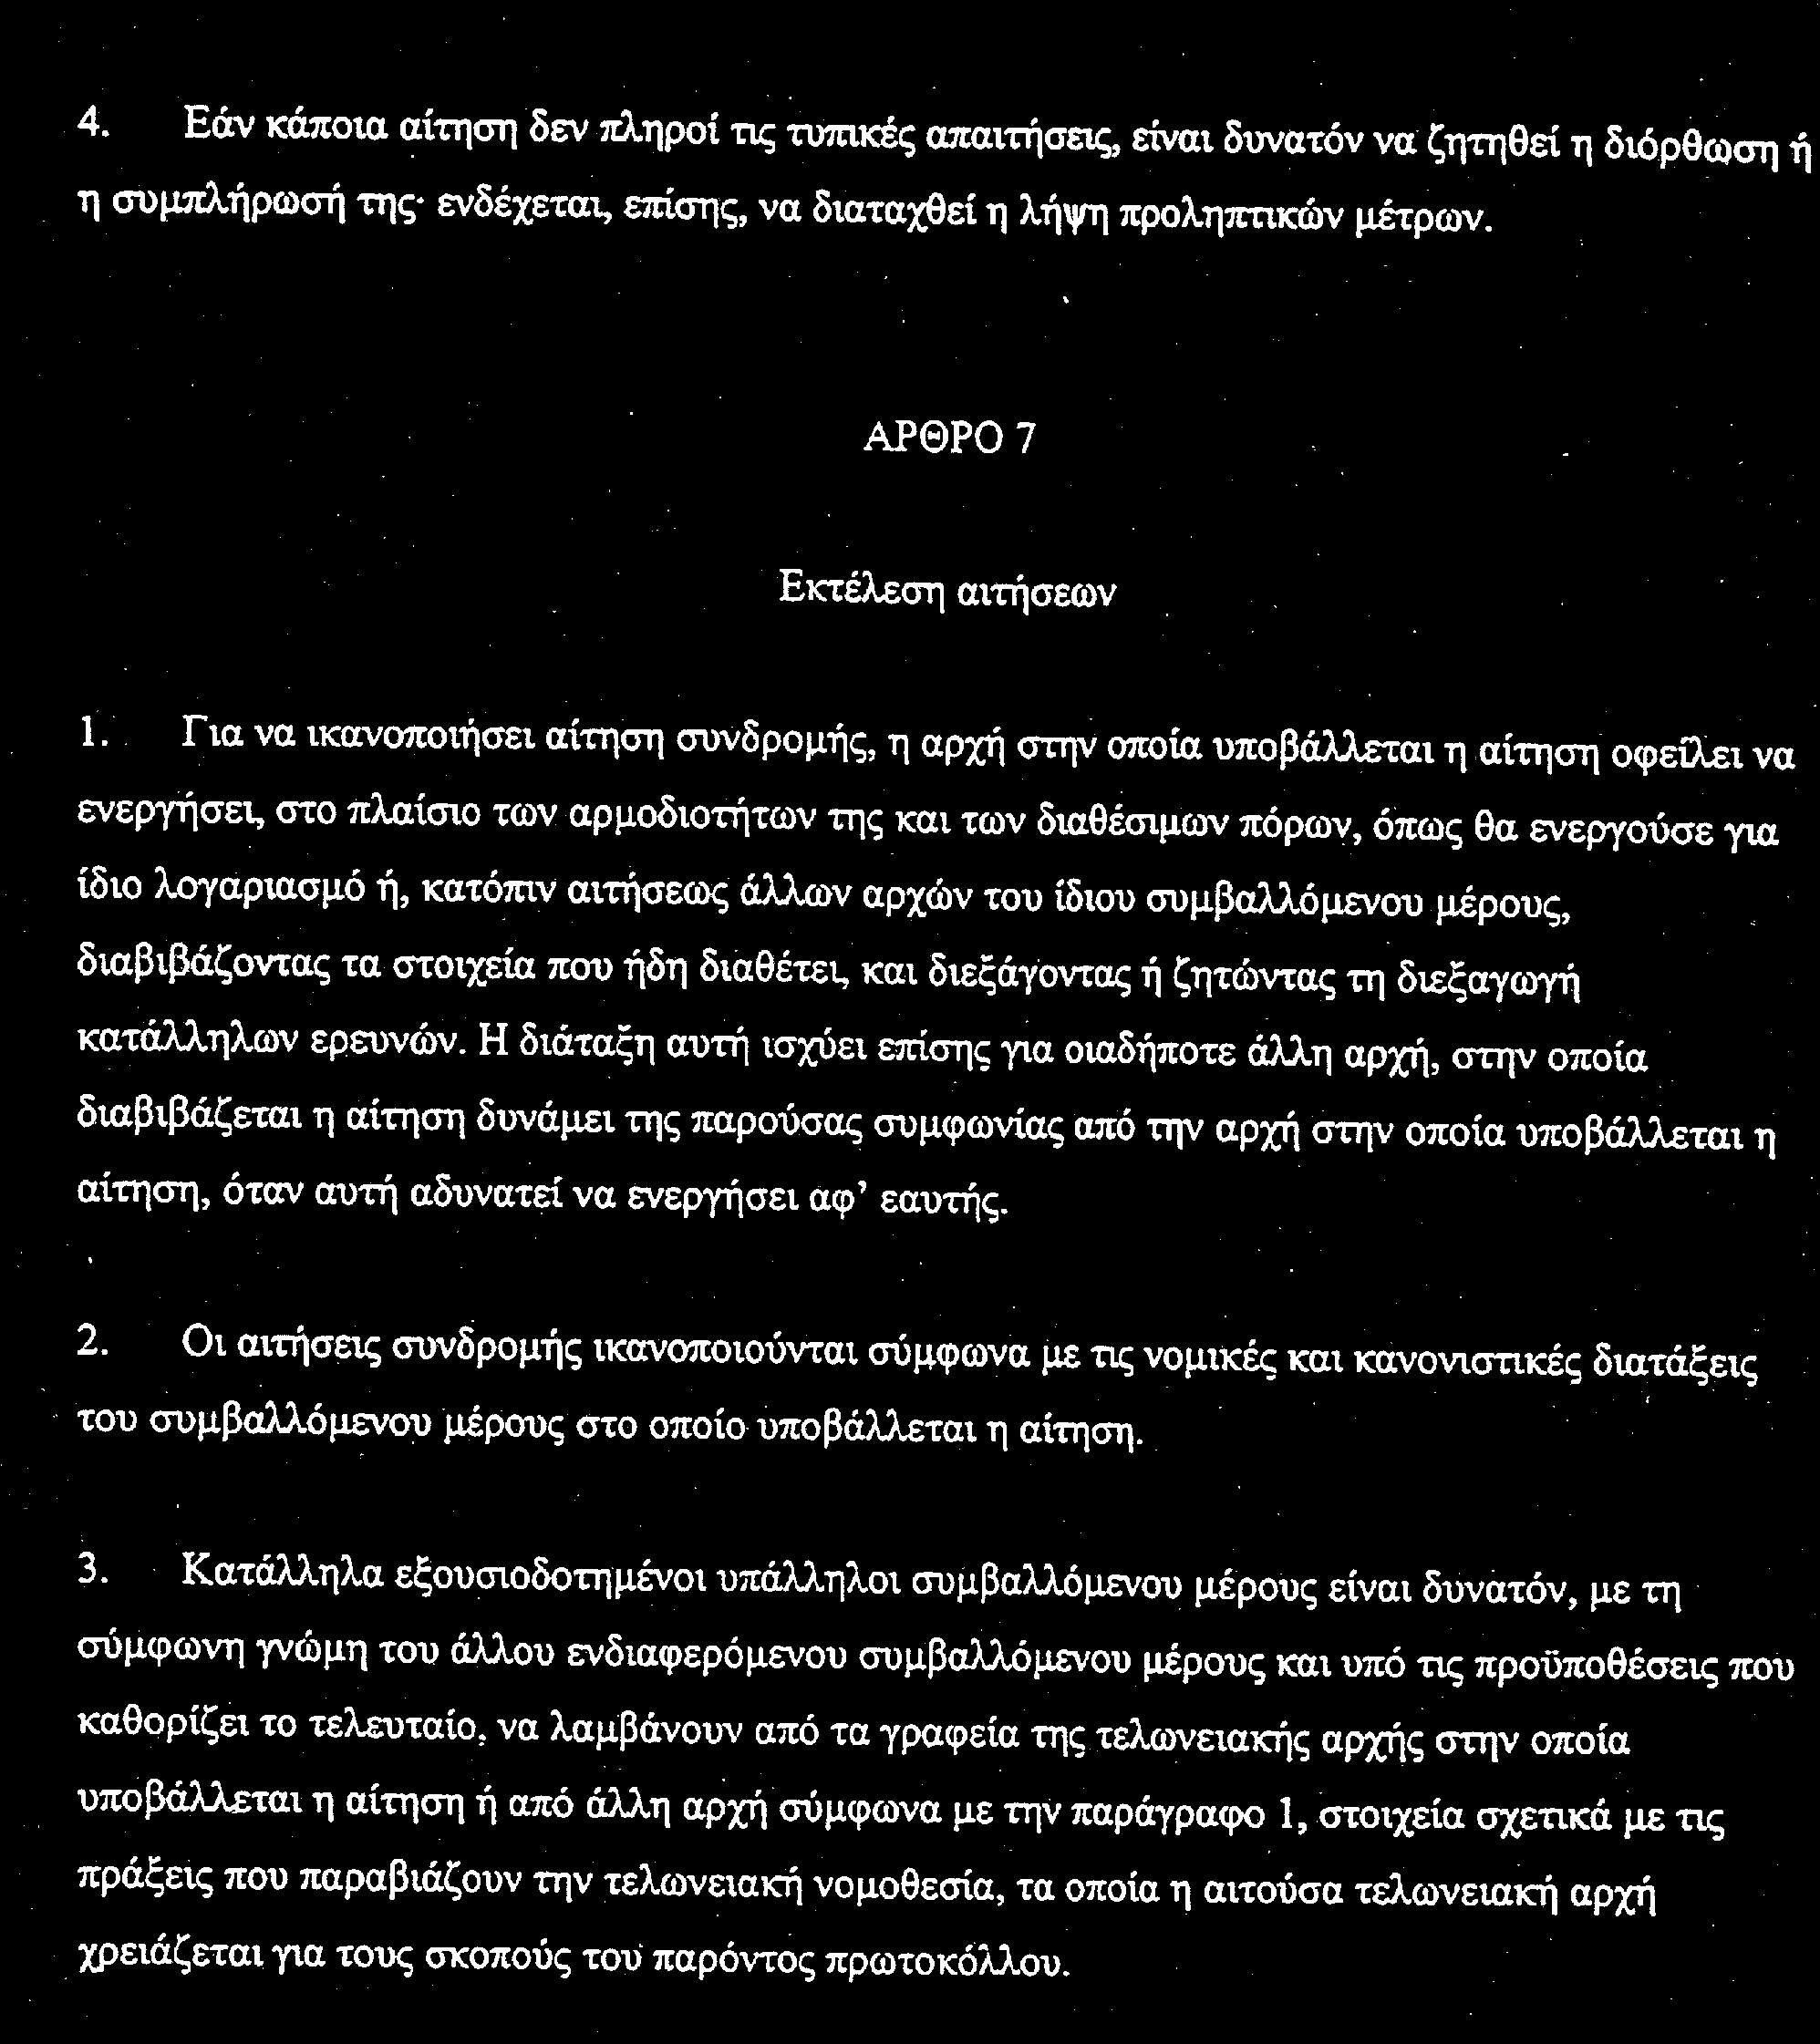 4. Εάν κάποια αίτηση δεν πληροί τις τυπικές απαιτήσεις, είναι δυνατόν να ζητηθεί η διόρθωση ή
η συμπλήρωσή της· ενδέχεται, επίσης, να διαταχθεί η λήψη προληπτικών μέτρων.
ΑΡΘΡΟ 7
Εκτέλεση αιτήσεων
1. Για να ικανοποιήσει αίτηση συνδρομής, η αρχή στην οποία υποβάλλεται η αίτηση οφείλει να
ενεργήσει, στο πλαίσιο των αρμοδιοτήτων της και των διαθέσιμων πόρων, όπως θα ενεργούσε για
ίδιο λογαριασμό ή, κατόπιν αιτήσεως άλλων αρχών του ίδιου συμβαλλόμενου μέρους,
διαβιβάζοντας τα στοιχεία που ήδη διαθέτει, και διεξάγοντας ή ζητώντας τη διεξαγωγή
κατάλληλων ερευνών. Η διάταξη αυτή ισχύει επίσης για οιαδήποτε άλλη αρχή, στην οποία
διαβιβάζεται η αίτηση δυνάμει της παρούσας συμφωνίας από την αρχή στην οποία υποβάλλεται η
αίτηση, όταν αυτή αδυνατεί να ενεργήσει αφ’ εαυτής.
2. Οι αιτήσεις συνδρομής ικανοποιούνται σύμφωνα με τις νομικές και κανονιστικές διατάξεις
του συμβαλλόμενου μέρους στο οποίο υποβάλλεται η αίτηση.
3. Κατάλληλα εξουσιοδοτημένοι υπάλληλοι συμβαλλόμενου μέρους είναι δυνατόν, με τη
σύμφωνη γνώμη του άλλου ενδιαφερόμενου συμβαλλόμενου μέρους και υπό τις προϋποθέσεις που
καθορίζει το τελευταίο, να λαμβάνουν από τα γραφεία της τελωνειακής αρχής στην οποία
υποβάλλεται η αίτηση ή από άλλη αρχή σύμφωνα με την παράγραφο 1, στοιχεία σχετικά με τις
πράξεις που παραβιάζουν την τελωνειακή νομοθεσία, τα οποία η αιτούσα τελωνειακή αρχή
χρειάζεται για τους σκοπούς του παρόντος πρωτοκόλλου.